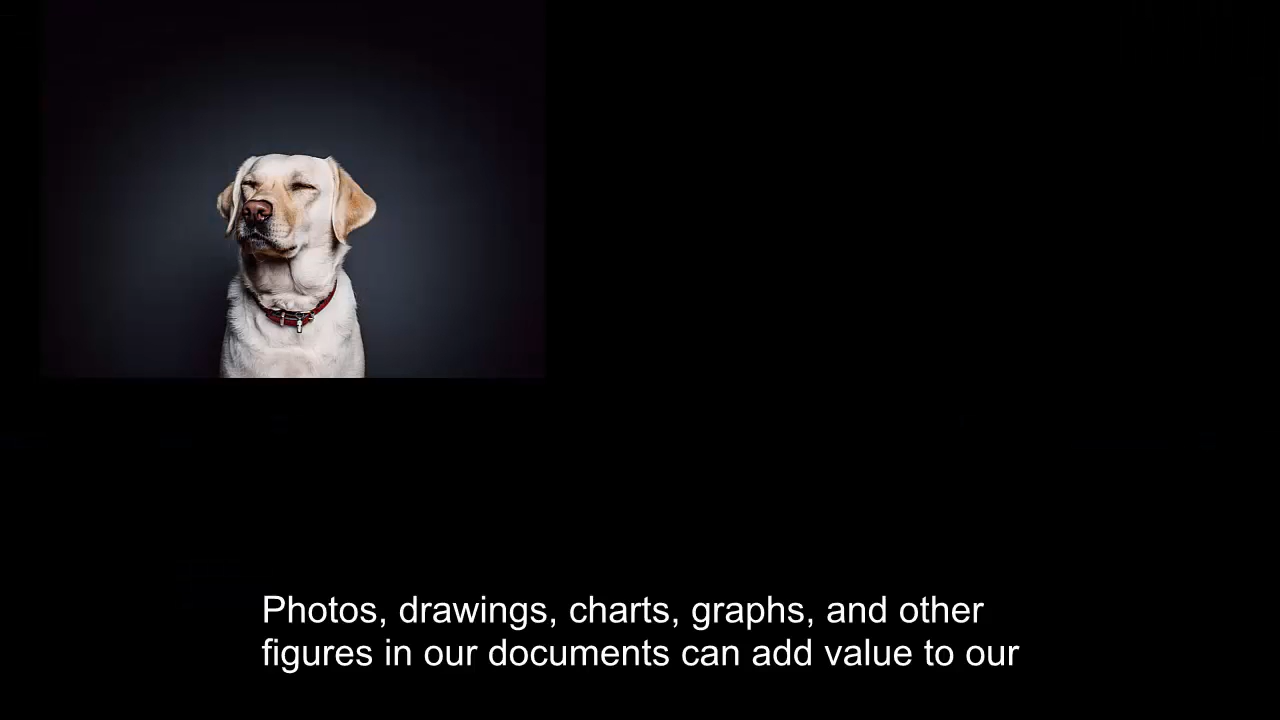 Photos, drawings, charts, graphs, and other
figures in our documents can add value to our